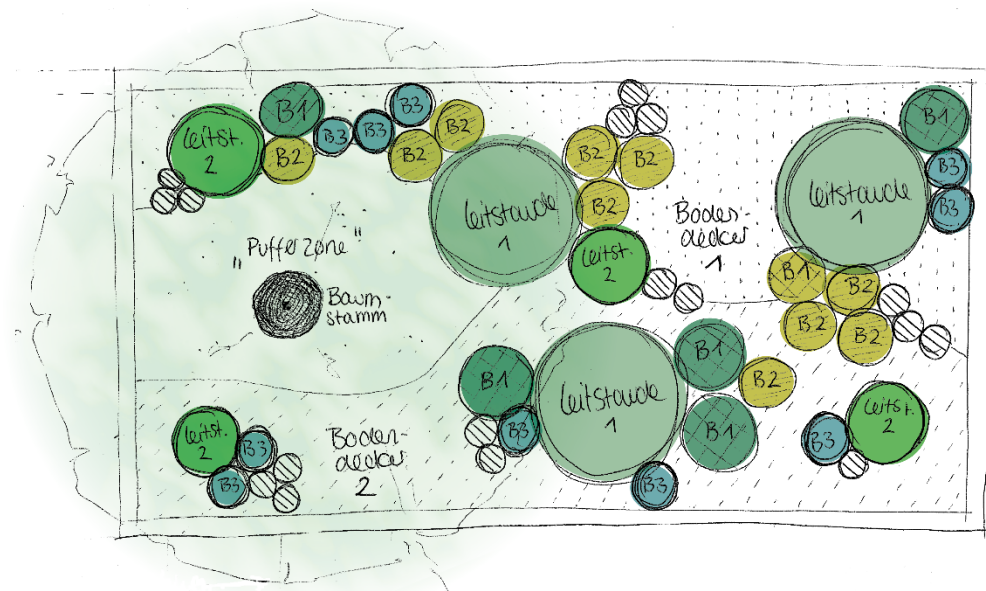 Leitst.
2
B1
B2
B3
B3
B3
B2
B2
Leitstaude
1
B2
B2
B2
Leitst.
2
Boden-
decker
1
Leitstaude
1
B1
B3
B3
B1
B2
B2
B2
"Pufferzone"
Baum-
stamm
B1
B3
Leitstaude
1
B1
B2
B1
B3
Leitst.
2
B3
B3
Boden-
decker
2
B3
Leitst.
2